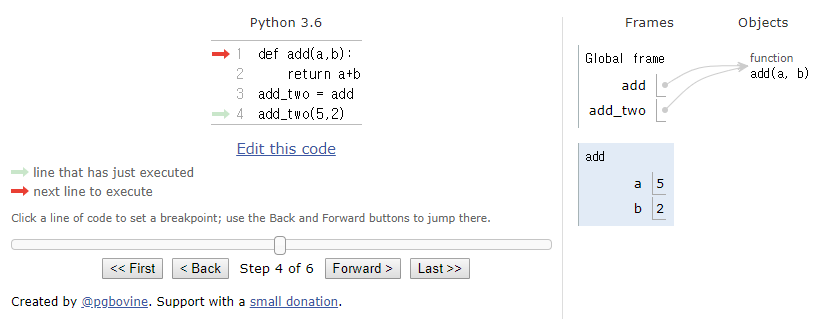 Python 3.6
1 def add(a,b):
2 return a+b
3 add_two = add
4 add_two(5,2)
Edit this code
line that has just executed
next line to execute
Click a line of code to set a breakpoint; use the Back and Forward buttons to jump there.
<< First < Back Step 4 of 6 Forward > Last >>
Created by @pgbovine. Support with a small donation.
Frames Objects
Global frame
add
add_two
function
add(a, b)
add
a 5
b 2